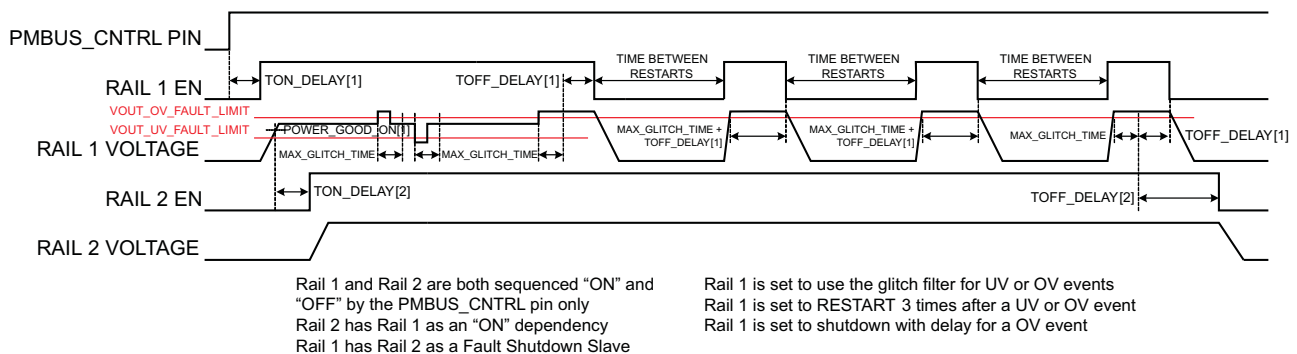 PMBUS_CNTRL PIN
RAIL 1 EN
TON_DELAY[1]
TOFF_DELAY[1]
TIME BETWEEN
RESTARTS
TIME BETWEEN
RESTARTS
TIME BETWEEN
RESTARTS
VOUT_OV_FAULT_LIMIT
VOUT_UV_FAULT_LIMIT
POWER_GOOD_ON[1]
RAIL 1 VOLTAGE
MAX_GLITCH_TIME
MAX_GLITCH_TIME
MAX_GLITCH_TIME +
TOFF_DELAY[1]
MAX_GLITCH_TIME +
TOFF_DELAY[1]
MAX_GLITCH_TIME
TOFF_DELAY[1]
RAIL 2 EN
TON_DELAY[2]
TOFF_DELAY[2]
RAIL 2 VOLTAGE
Rail 1 and Rail 2 are both sequenced “ON” and
“OFF” by the PMBUS_CNTRL pin only
Rail 2 has Rail 1 as an “ON” dependency
Rail 1 has Rail 2 as a Fault Shutdown Slave
Rail 1 is set to use the glitch filter for UV or OV events
Rail 1 is set to RESTART 3 times after a UV or OV event
Rail 1 is set to shutdown with delay for a OV event